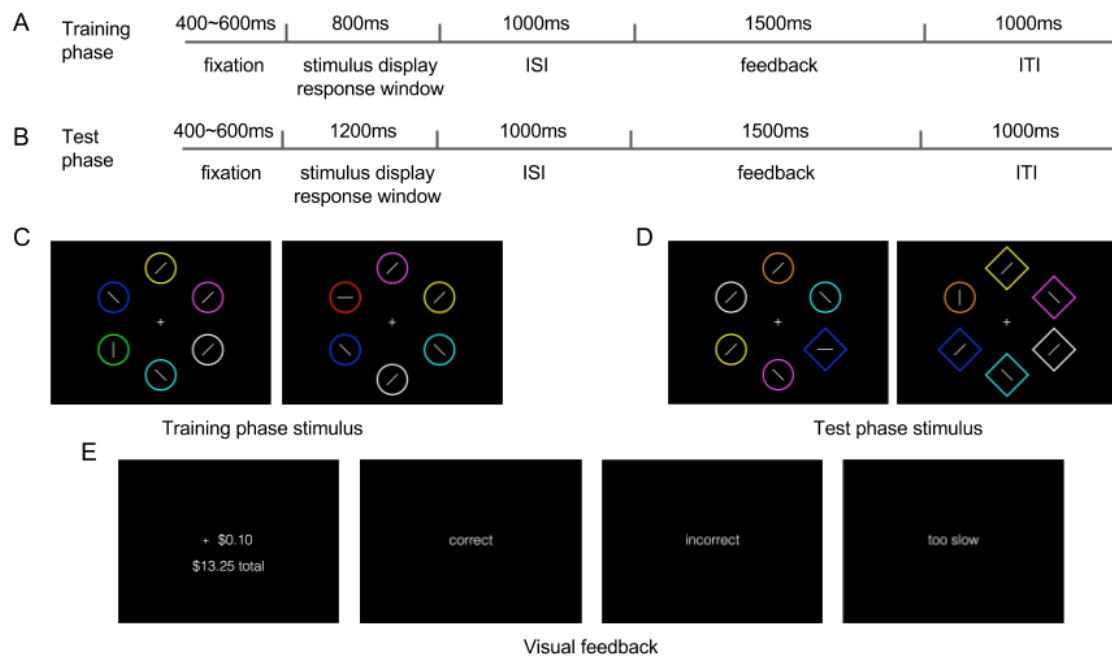 A
Training
phase
400~600ms
800ms
1000ms
1500ms
1000ms
fixation
stimulus display
response window
ISI
feedback
ITI
B
Test
phase
400~600ms
1200ms
1000ms
1500ms
1000ms
fixation
stimulus display
response window
ISI
feedback
ITI
C
D
Training phase stimulus
Test phase stimulus
E
+ $0.10
$13.25 total
correct
incorrect
too slow
Visual feedback